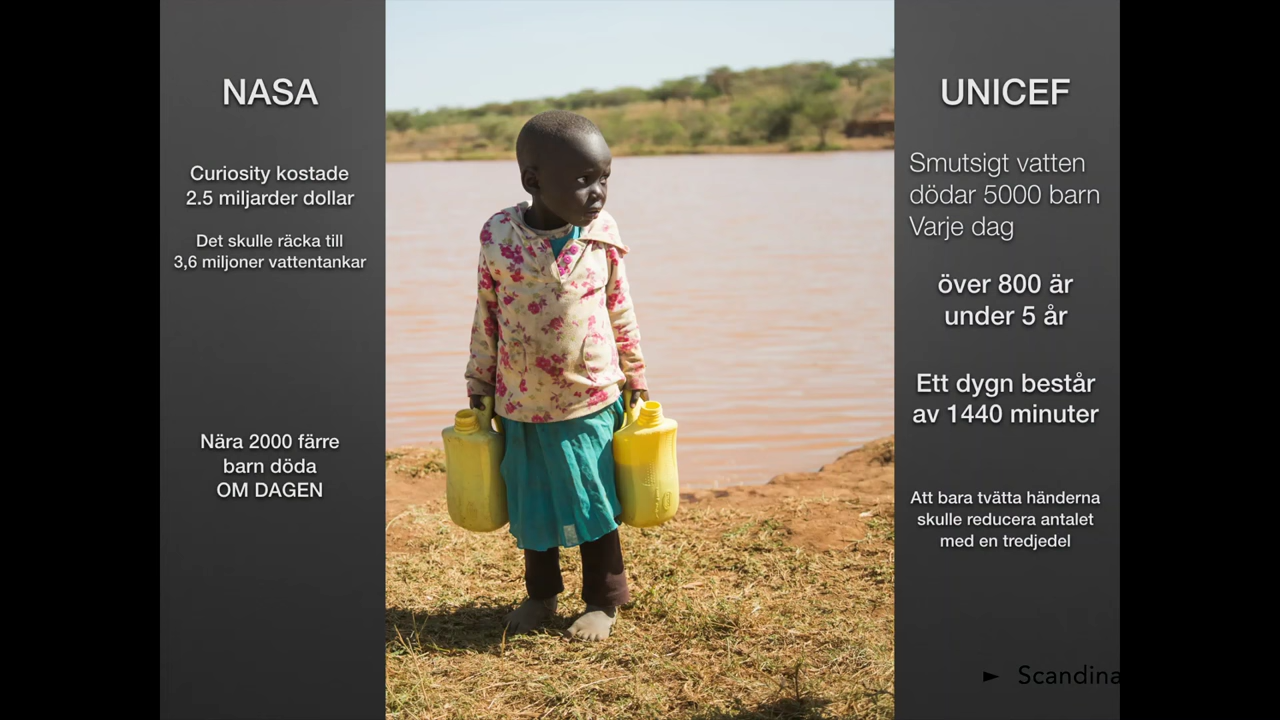 NASA
Curiosity kostade
2.5 miljarder dollar
Det skulle räcka till
3,6 miljoner vattentankar
Nära 2000 färre
barn döda
OM DAGEN
UNICEF
Smutsigt vatten
dödar 5000 barn
Varje dag
över 800 är
under 5 år
Ett dygn består
av 1440 minuter
Att bara tvätta händerna
skulle reducera antalet
med en tredjedel
► Scandina